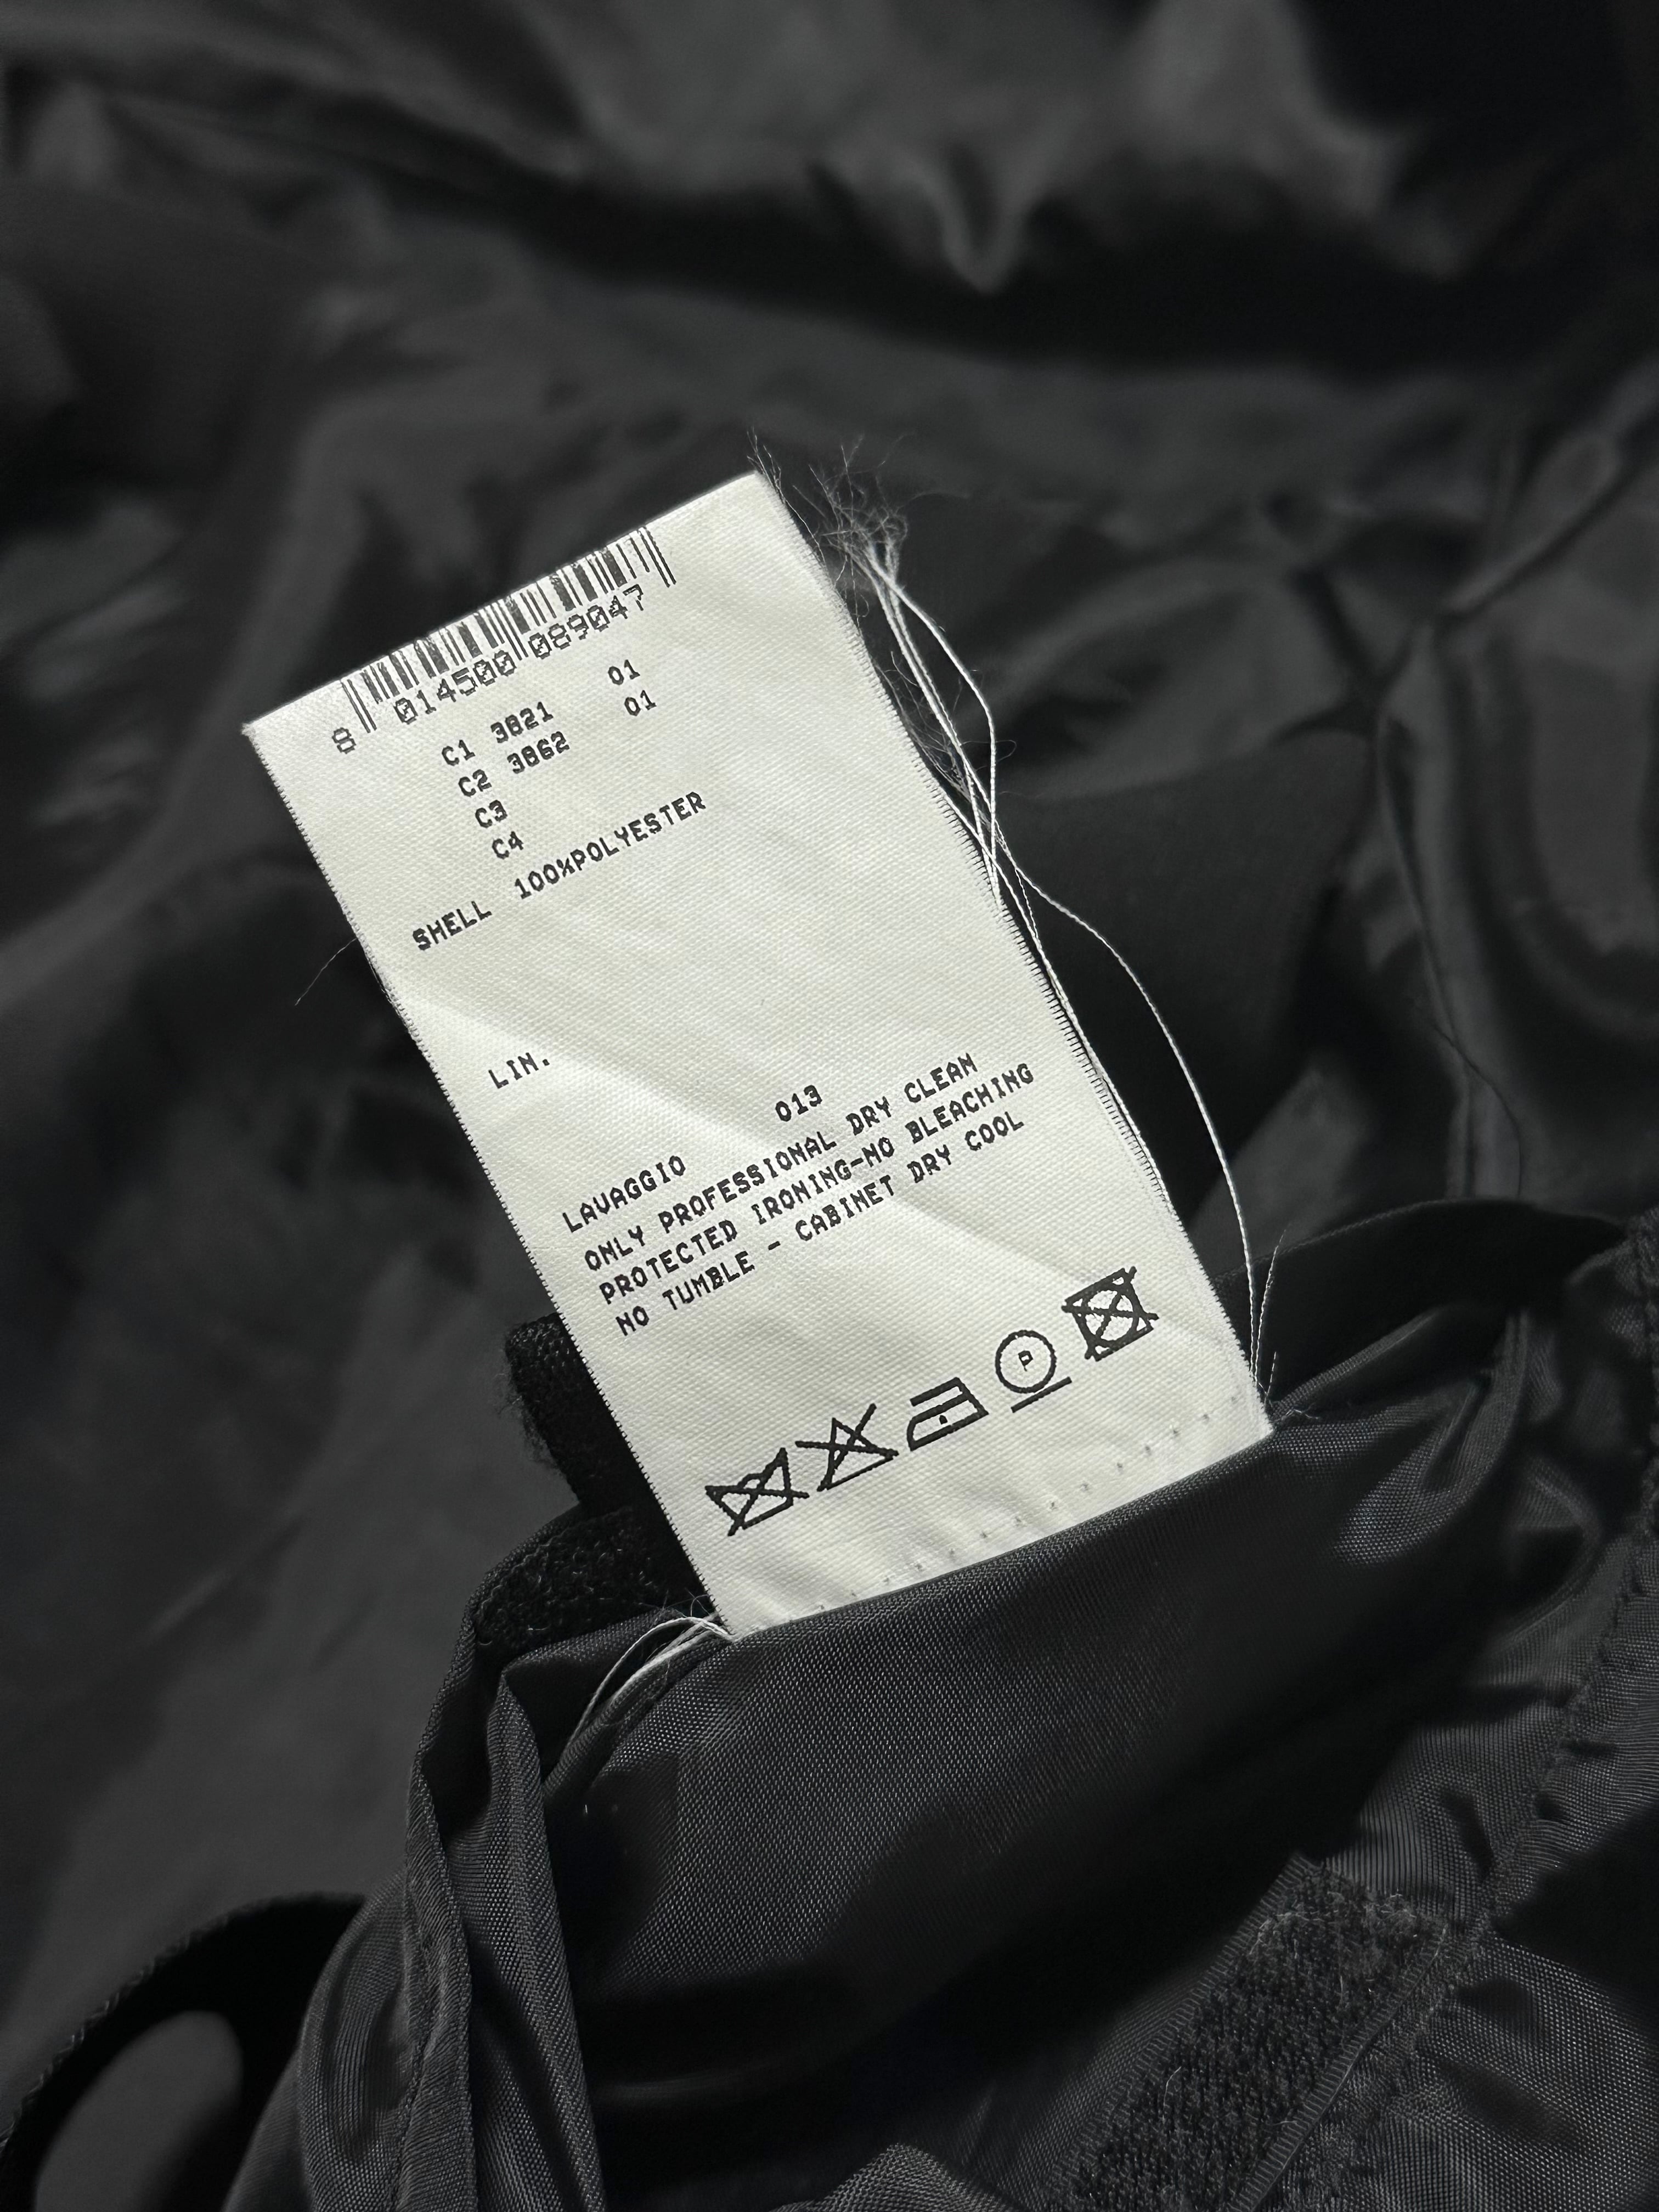 8 014500 089047
C1 3821 01
C2 3862 01
C3
C4
SHELL 100%POLYESTER
LIN.
013
LAVAGGIO
ONLY PROFESSIONAL DRY CLEAN
PROTECTED IRONING-NO BLEACHING
NO TUMBLE - CABINET DRY COOL
P